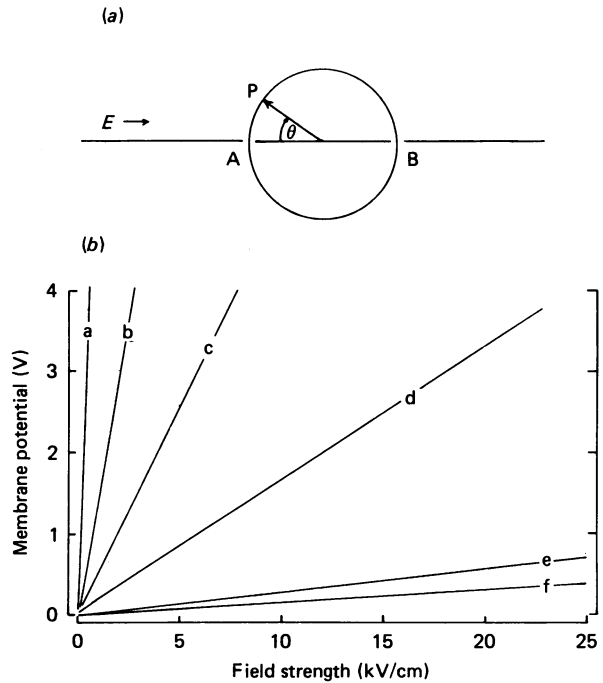 (a)
P
E →
θ
A
B
(b)
4
3
2
1
0
a
b
c
d
e
f
0
5
10
15
20
25
Membrane potential (V)
Field strength (kV/cm)